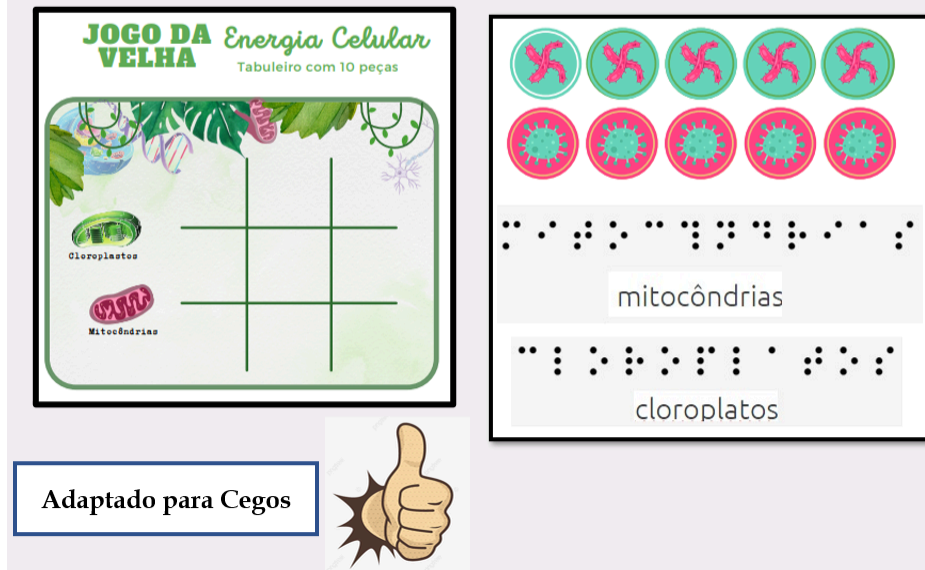 JOGO DA
VELHA
Energia Celular
Tabuleiro com 10 peças
Cloroplastos
Mitocôndrias
⠍⠊⠞⠕⠉⠹⠝⠙⠗⠊⠁⠎
mitocôndrias
⠉⠇⠕⠗⠕⠏⠇⠁⠞⠕⠎
cloroplatos
Adaptado para Cegos